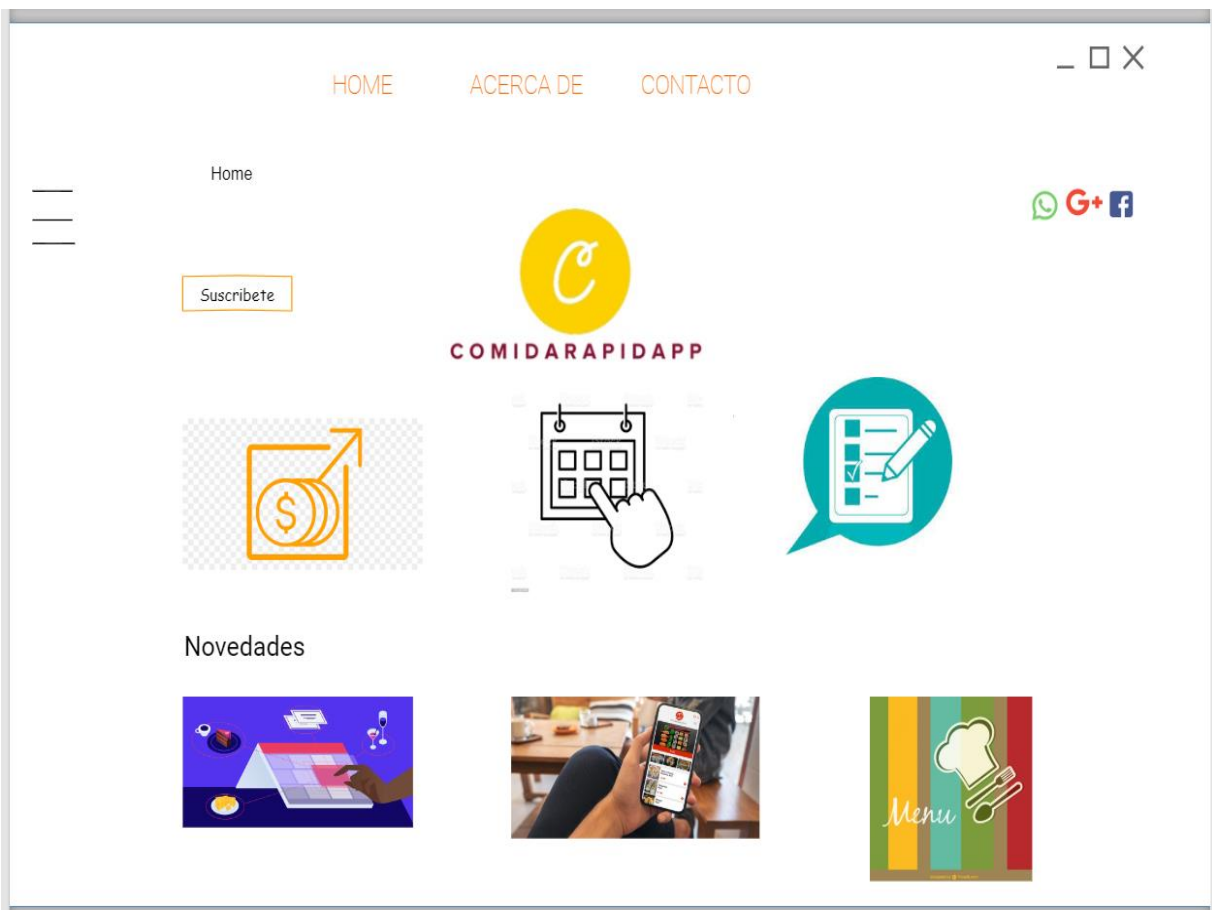 HOME ACERCA DE CONTACTO
Home
G+ f
Suscribete
C
COMIDARAPIDAPP
$
Novedades
Menu